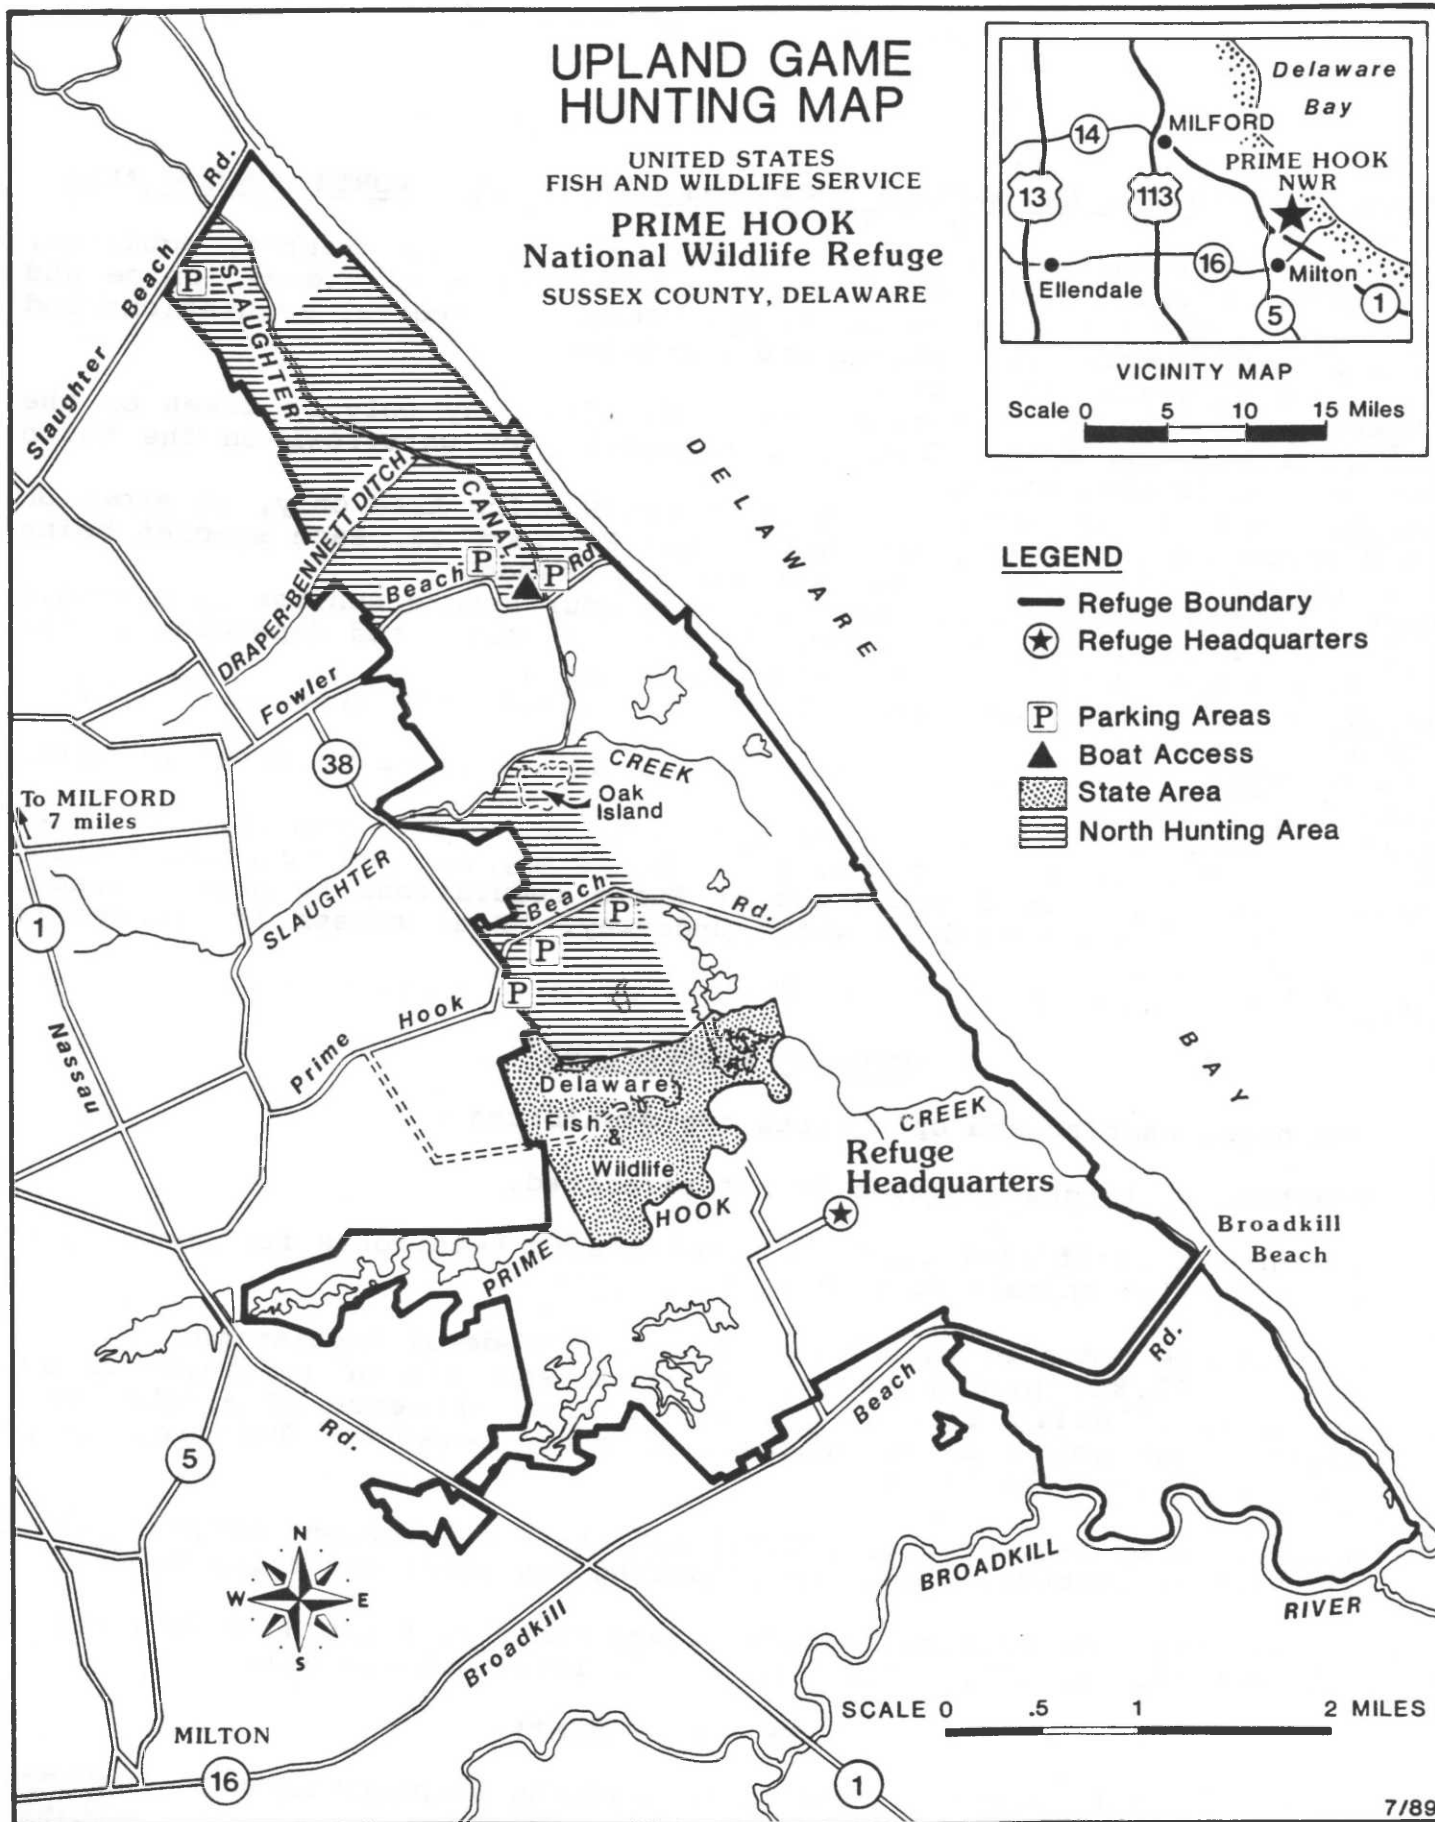 UPLAND GAME
HUNTING MAP
UNITED STATES
FISH AND WILDLIFE SERVICE
PRIME HOOK
National Wildlife Refuge
SUSSEX COUNTY, DELAWARE
Delaware
Bay
14
MILFORD
PRIME HOOK
NWR
13
113
16
Ellendale
Milton
5
1
VICINITY MAP
Scale 0 5 10 15 Miles
LEGEND
Refuge Boundary
Refuge Headquarters
P Parking Areas
Boat Access
State Area
North Hunting Area
Slaughter Beach Rd.
P
SLAUGHTER
CANAL
DRAPER-BENNETT DITCH
P
P
Fowler Beach Rd.
DELAWARE
BAY
38
CREEK
Oak
Island
To MILFORD
7 miles
SLAUGHTER
1
Nassau
Rd.
Prime Hook Beach Rd.
P
P
P
Delaware
Fish
&
Wildlife
CREEK
Refuge
Headquarters
HOOK
PRIME
Broadkill
Beach
5
Broadkill Beach Rd.
BROADKILL
RIVER
N
W E
S
MILTON
16
1
SCALE 0 .5 1 2 MILES
7/89